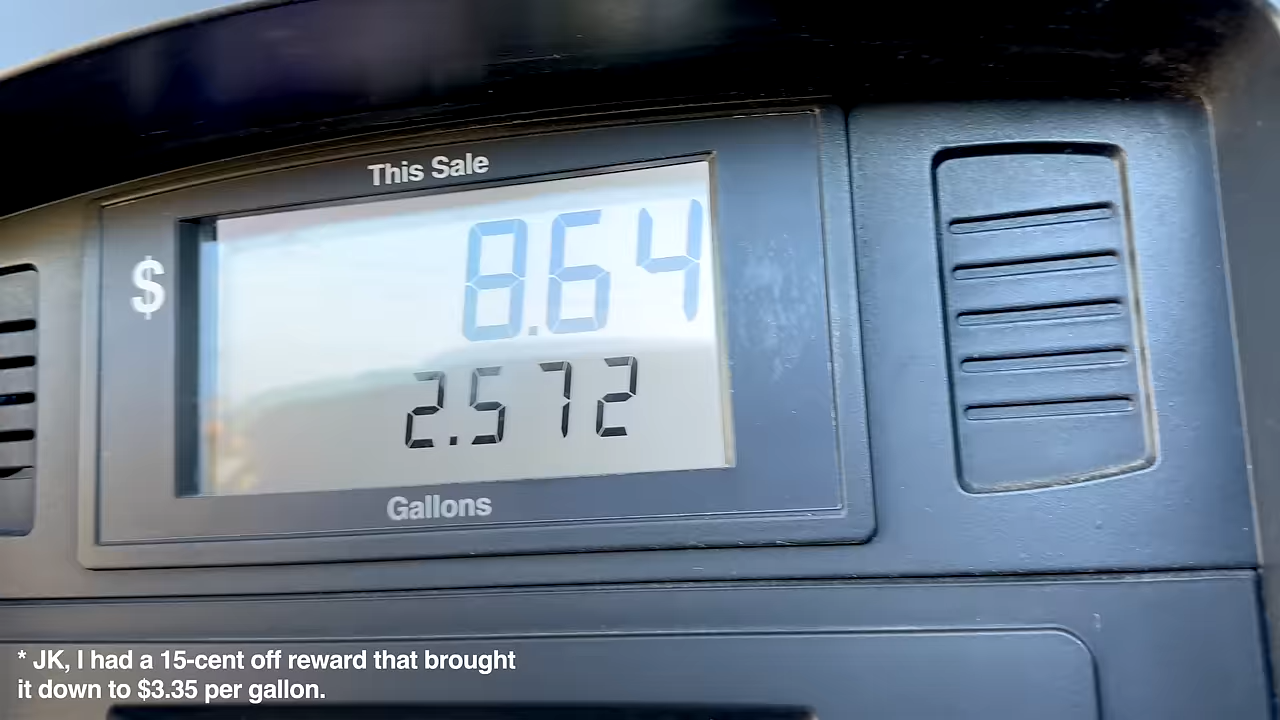 This Sale
$
8.64
2.572
Gallons
* JK, I had a 15-cent off reward that brought
it down to $3.35 per gallon.